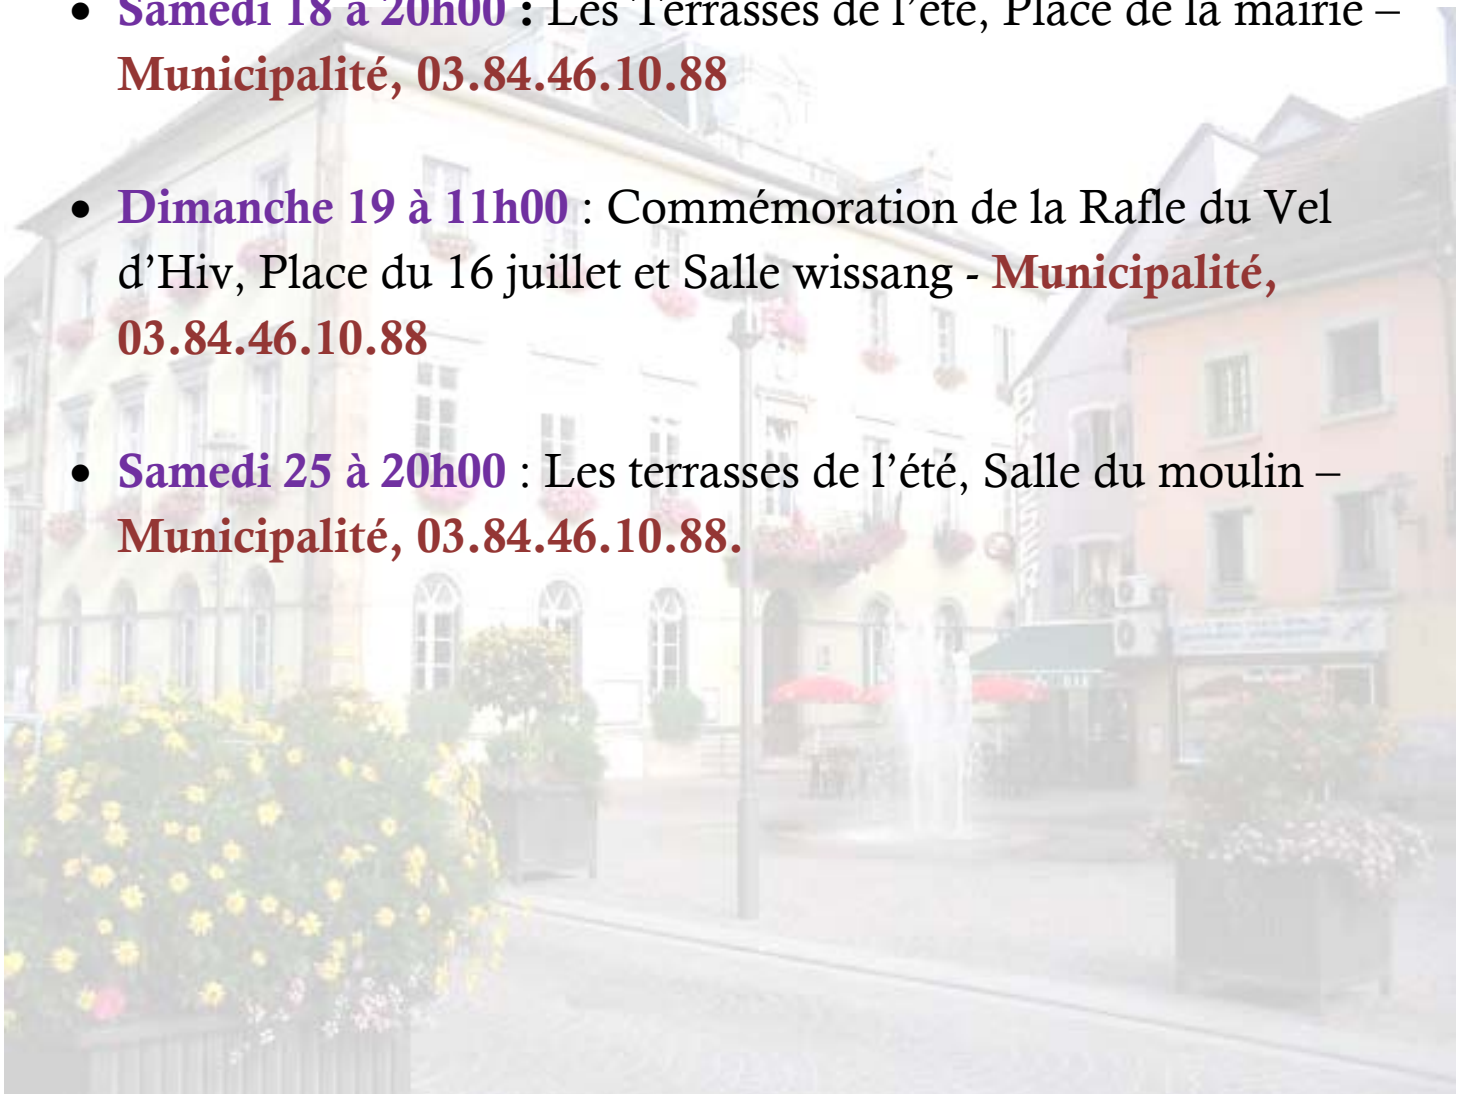 • Samedi 18 à 20h00 : Les Terrasses de l'été, Place de la mairie –
Municipalité, 03.84.46.10.88
• Dimanche 19 à 11h00 : Commémoration de la Rafle du Vel
d'Hiv, Place du 16 juillet et Salle wissang - Municipalité,
03.84.46.10.88
• Samedi 25 à 20h00 : Les terrasses de l'été, Salle du moulin –
Municipalité, 03.84.46.10.88.